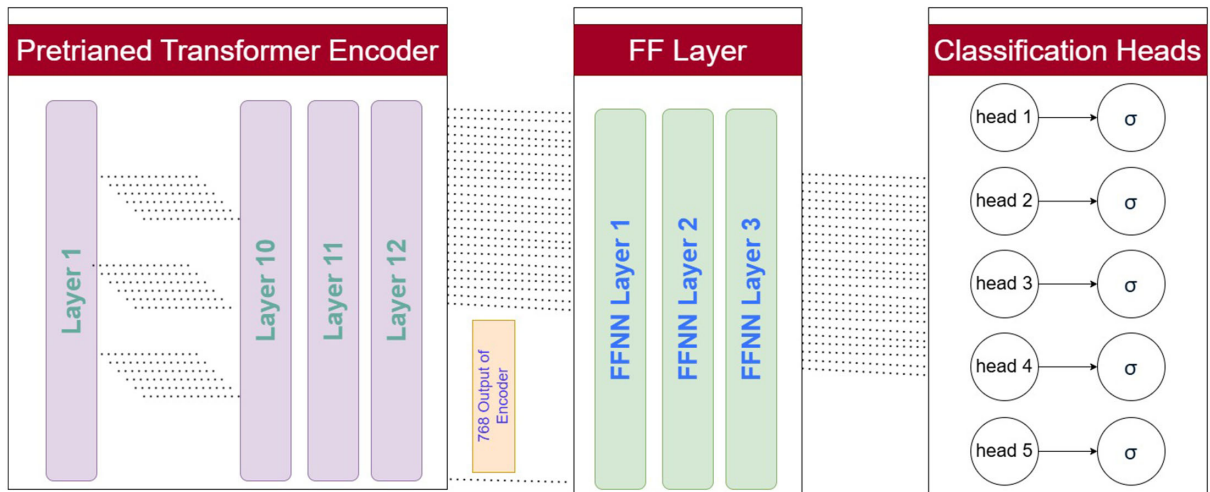 Pretrianed Transformer Encoder
Layer 1
Layer 10
Layer 11
Layer 12
768 Output of
Encoder
FF Layer
FFNN Layer 1
FFNN Layer 2
FFNN Layer 3
Classification Heads
head 1
σ
head 2
σ
head 3
σ
head 4
σ
head 5
σ